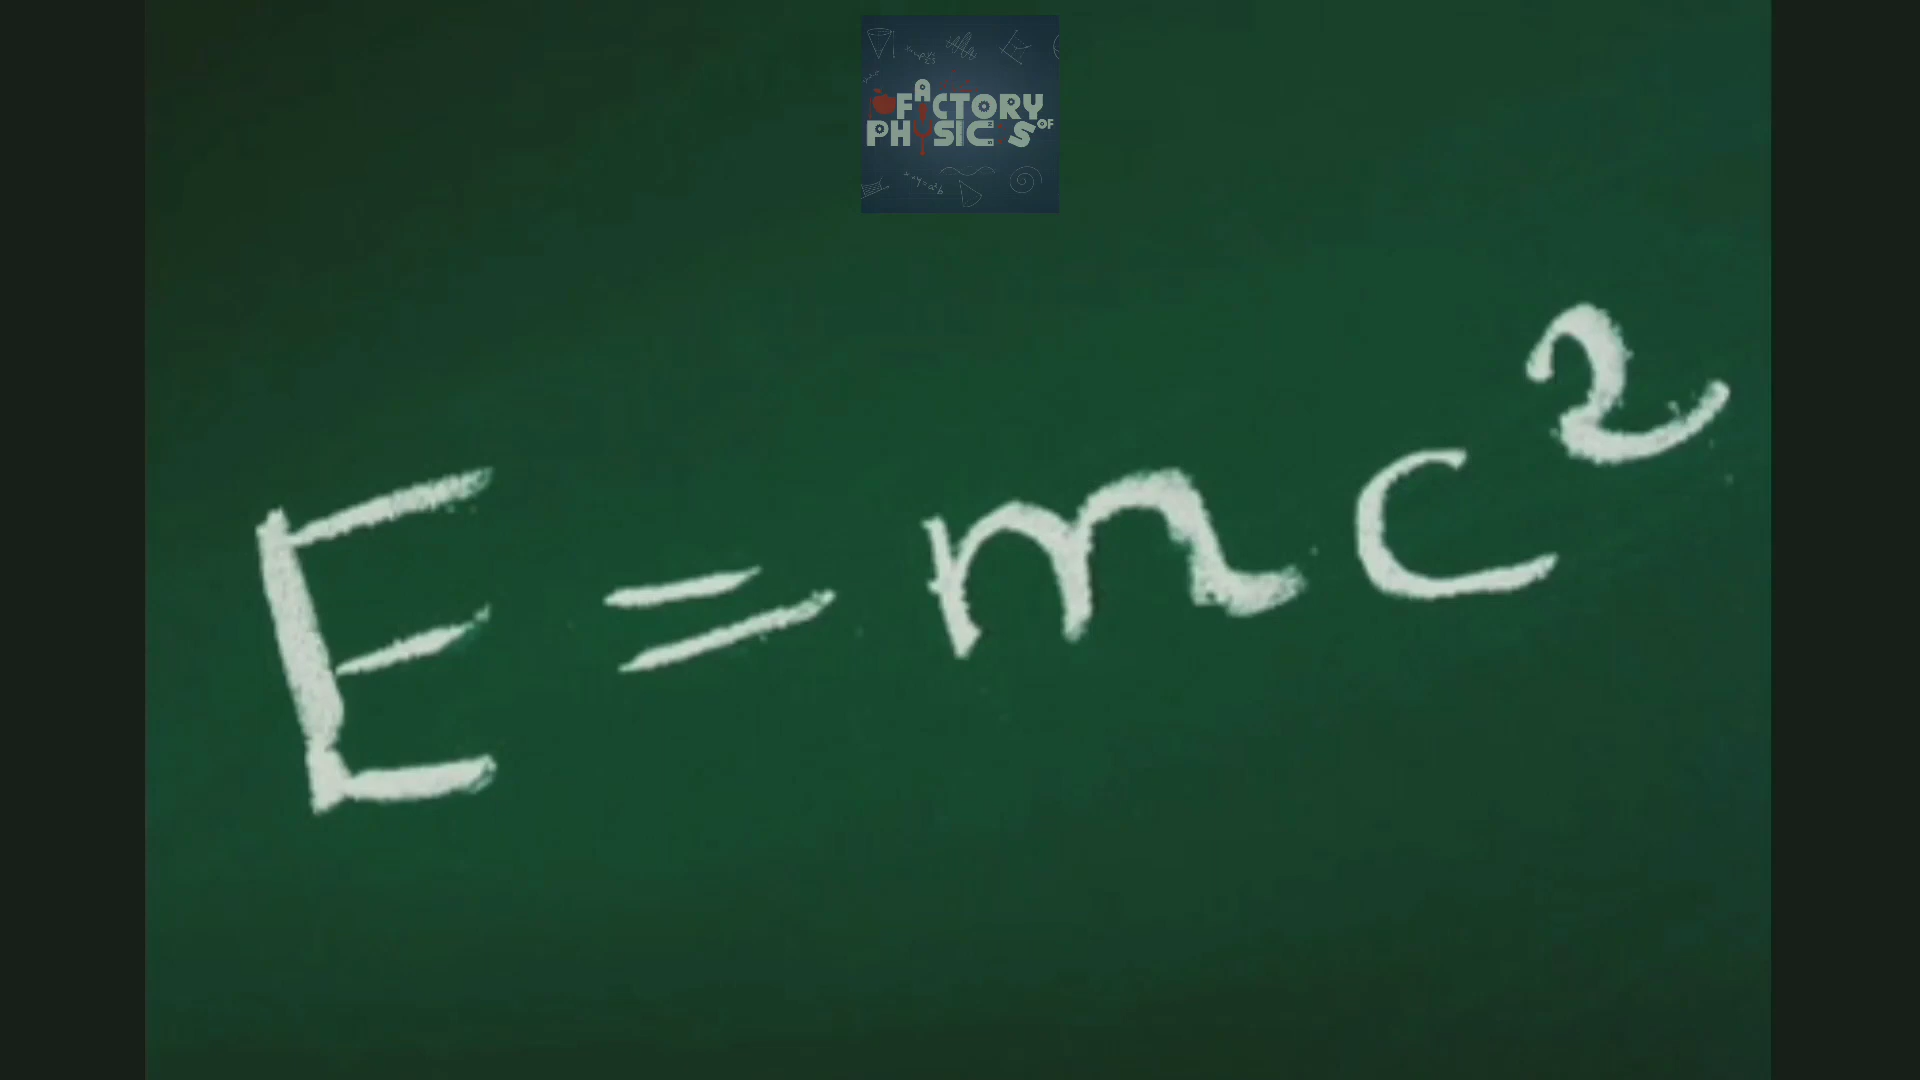 FACTORY
PHYSICS OF
E = mc²